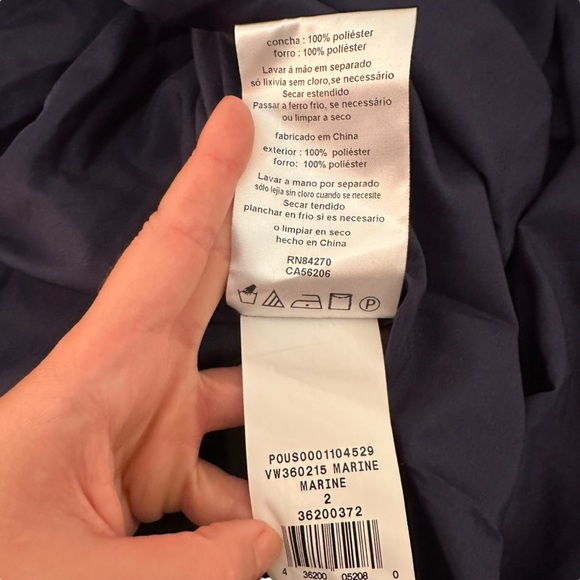 concha : 100% poliéster
forro : 100% poliéster
Lavar á mão em separado
só lixivia sem cloro,se necessário
Secar estendido
Passar a ferro frio, se necessário
ou limpar a seco
fabricado em China
exterior : 100% poliéster
forro: 100% poliéster
Lavar a mano por separado
sólo lejia sin cloro cuando se necesite
Secar tendido
planchar en frio si es necesario
o limpiar en seco
hecho en China
RN84270
CA56206
P
POUS0001104529
VW360215 MARINE
MARINE
2
36200372
4 36200 05208 0